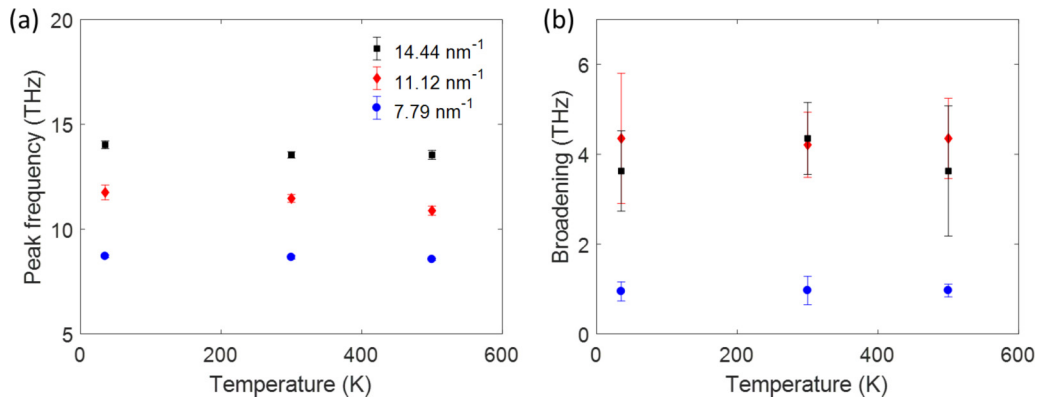 (a)
Peak frequency (THz)
20
15
10
5
14.44 nm⁻¹
11.12 nm⁻¹
7.79 nm⁻¹
0 200 400 600
Temperature (K)
(b)
Broadening (THz)
6
4
2
0
0 200 400 600
Temperature (K)